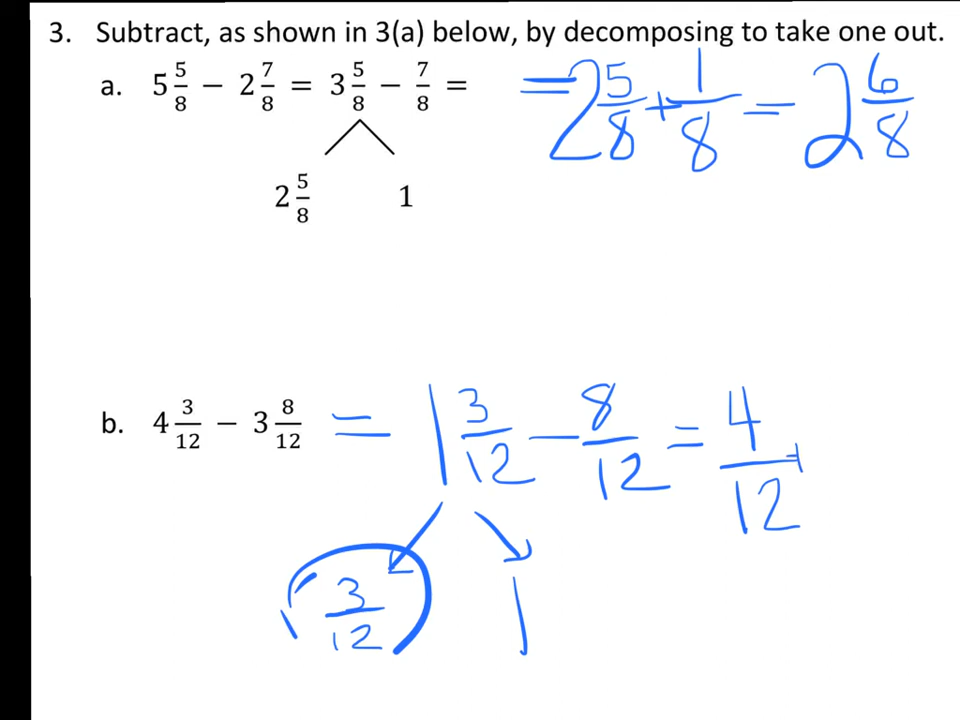 3. Subtract, as shown in 3(a) below, by decomposing to take one out.
a. 5 5/8 − 2 7/8 = 3 5/8 − 7/8 = = 2 5/8 + 1/8 = 2 6/8
2 5/8 1
b. 4 3/12 − 3 8/12 = 1 3/12 − 8/12 = 4/12 +
3/12 1